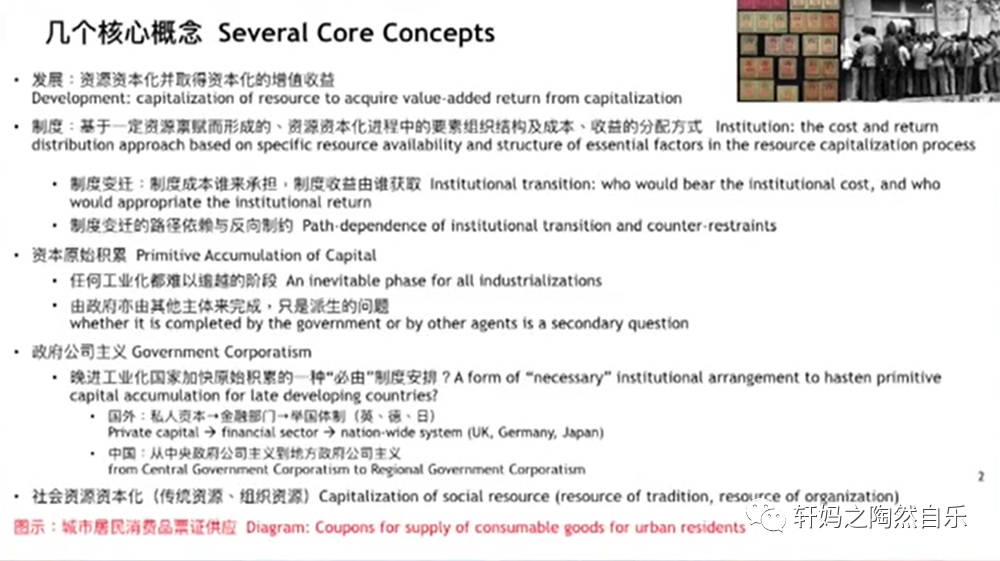 几个核心概念 Several Core Concepts
• 发展：资源资本化并取得资本化的增值收益
Development: capitalization of resource to acquire value-added return from capitalization
• 制度：基于一定资源禀赋而形成的、资源资本化进程中的要素组织结构及成本、收益的分配方式 Institution: the cost and return
distribution approach based on specific resource availability and structure of essential factors in the resource capitalization process
• 制度变迁：制度成本谁来承担，制度收益由谁获取 Institutional transition: who would bear the institutional cost, and who
would appropriate the institutional return
• 制度变迁的路径依赖与反向制约 Path-dependence of institutional transition and counter-restraints
• 资本原始积累 Primitive Accumulation of Capital
• 任何工业化都难以逾越的阶段 An inevitable phase for all industrializations
• 由政府亦由其他主体来完成，只是派生的问题
whether it is completed by the government or by other agents is a secondary question
• 政府公司主义 Government Corporatism
• 晚进工业化国家加快原始积累的一种“必由”制度安排？A form of “necessary” institutional arrangement to hasten primitive
capital accumulation for late developing countries?
• 国外：私人资本→金融部门→举国体制（英、德、日）
Private capital → financial sector → nation-wide system (UK, Germany, Japan)
• 中国：从中央政府公司主义到地方政府公司主义
from Central Government Corporatism to Regional Government Corporatism
2
• 社会资源资本化（传统资源、组织资源）Capitalization of social resource (resource of tradition, resource of organization)
图示：城市居民消费品票证供应 Diagram: Coupons for supply of consumable goods for urban residents
轩妈之陶然自乐